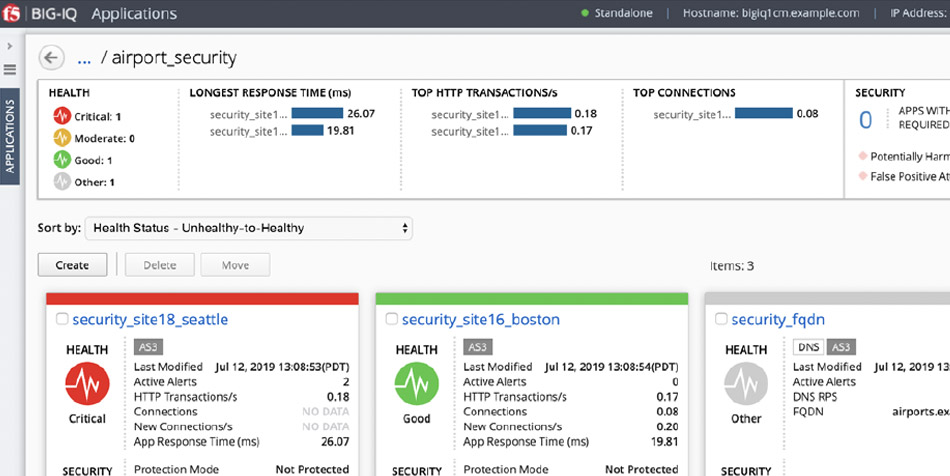 f5 BIG-IQ Applications Standalone Hostname: bigiq1cm.example.com IP Address:
... / airport_security
APPLICATIONS
HEALTH
Critical: 1
Moderate: 0
Good: 1
Other: 1
LONGEST RESPONSE TIME (ms)
security_site1... 26.07
security_site1... 19.81
TOP HTTP TRANSACTIONS/s
security_site1... 0.18
security_site1... 0.17
TOP CONNECTIONS
security_site1... 0.08
SECURITY
0 APPS WITH
REQUIRED
Potentially Harm
False Positive At
Sort by: Health Status - Unhealthy-to-Healthy
Create Delete Move Items: 3
security_site18_seattle
HEALTH
Critical
AS3
Last Modified Jul 12, 2019 13:08:53(PDT)
Active Alerts 2
HTTP Transactions/s 0.18
Connections NO DATA
New Connections/s NO DATA
App Response Time (ms) 26.07
SECURITY Protection Mode Not Protected
security_site16_boston
HEALTH
Good
AS3
Last Modified Jul 12, 2019 13:08:54(PDT)
Active Alerts 0
HTTP Transactions/s 0.17
Connections 0.08
New Connections/s 0.20
App Response Time (ms) 19.81
SECURITY Protection Mode Not Protected
security_fqdn
HEALTH
Other
DNS AS3
Last Modified Jul 12, 2019 13
Active Alerts
DNS RPS
FQDN airports.ex
SECURITY Protection Mode Not Protected